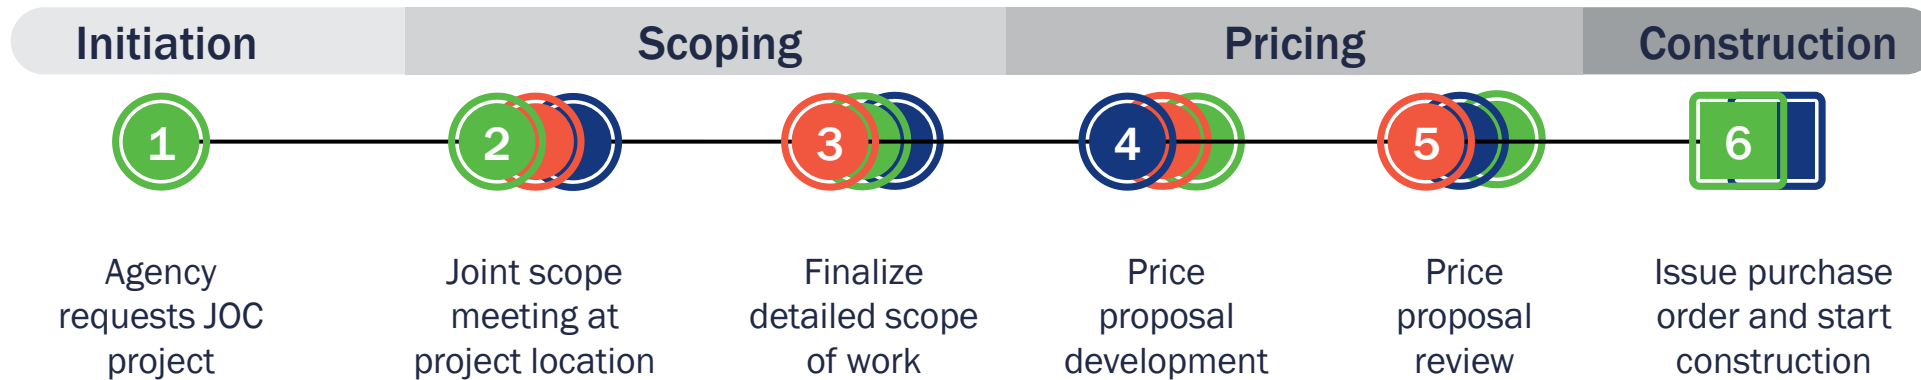 Initiation
Scoping
Pricing
Construction
1
2
3
4
5
6
Agency
requests JOC
project
Joint scope
meeting at
project location
Finalize
detailed scope
of work
Price
proposal
development
Price
proposal
review
Issue purchase
order and start
construction